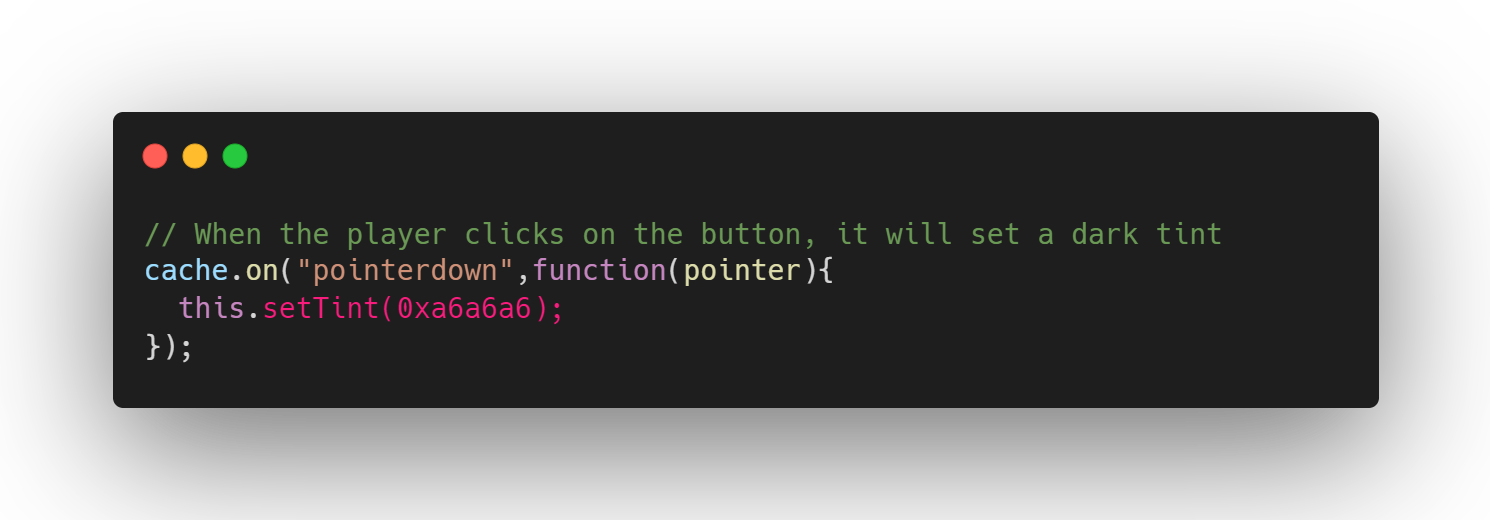 // When the player clicks on the button, it will set a dark tint
cache.on("pointerdown",function(pointer){
  this.setTint(0xa6a6a6);
});